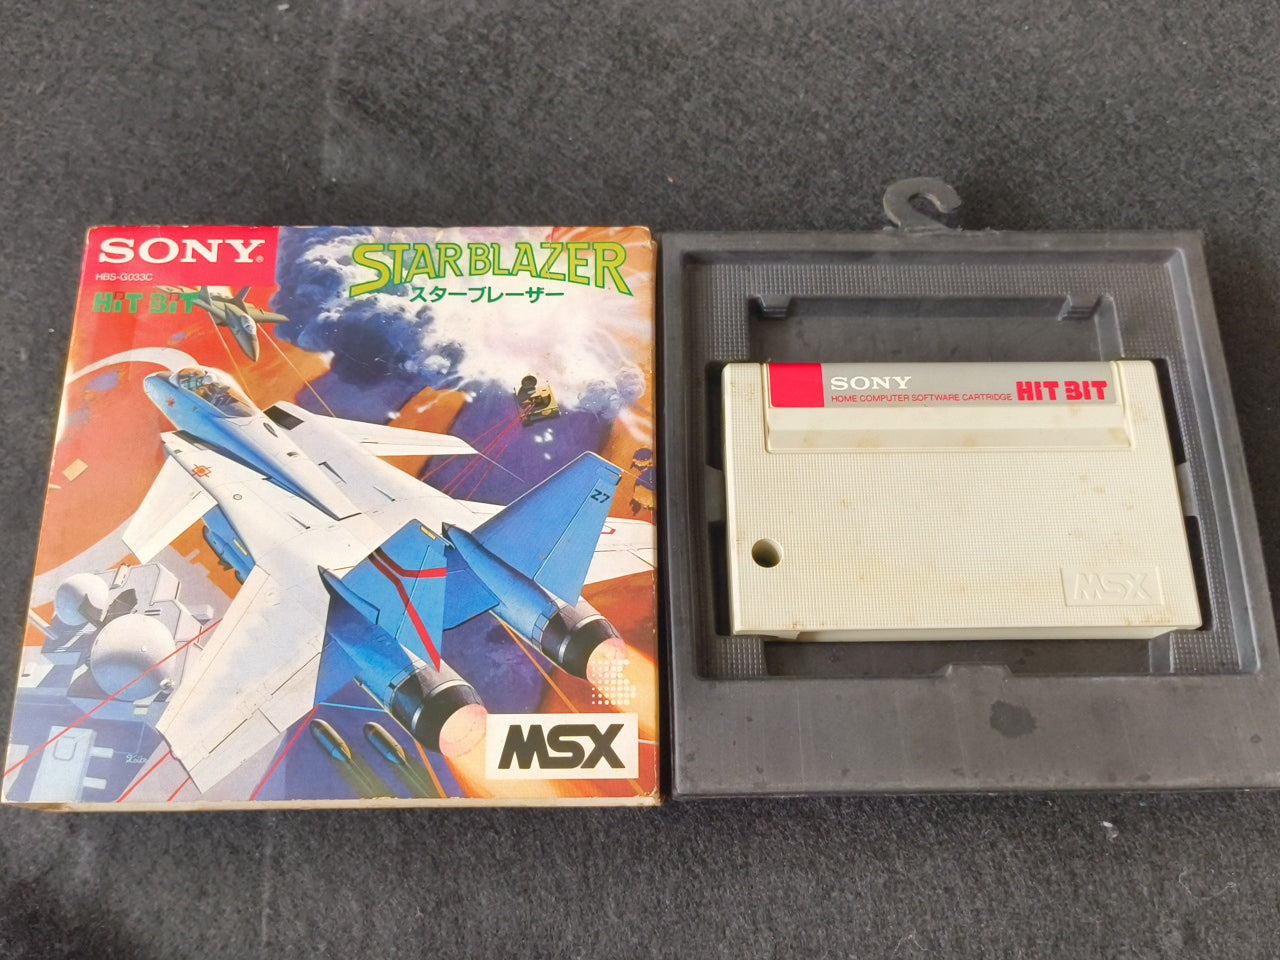 SONY®
HBS-G033C
HiT BiT
STAR BLAZER
スターブレーザー
Z7
MSX
SONY
HOME COMPUTER SOFTWARE CARTRIDGE HiT BiT
MSX